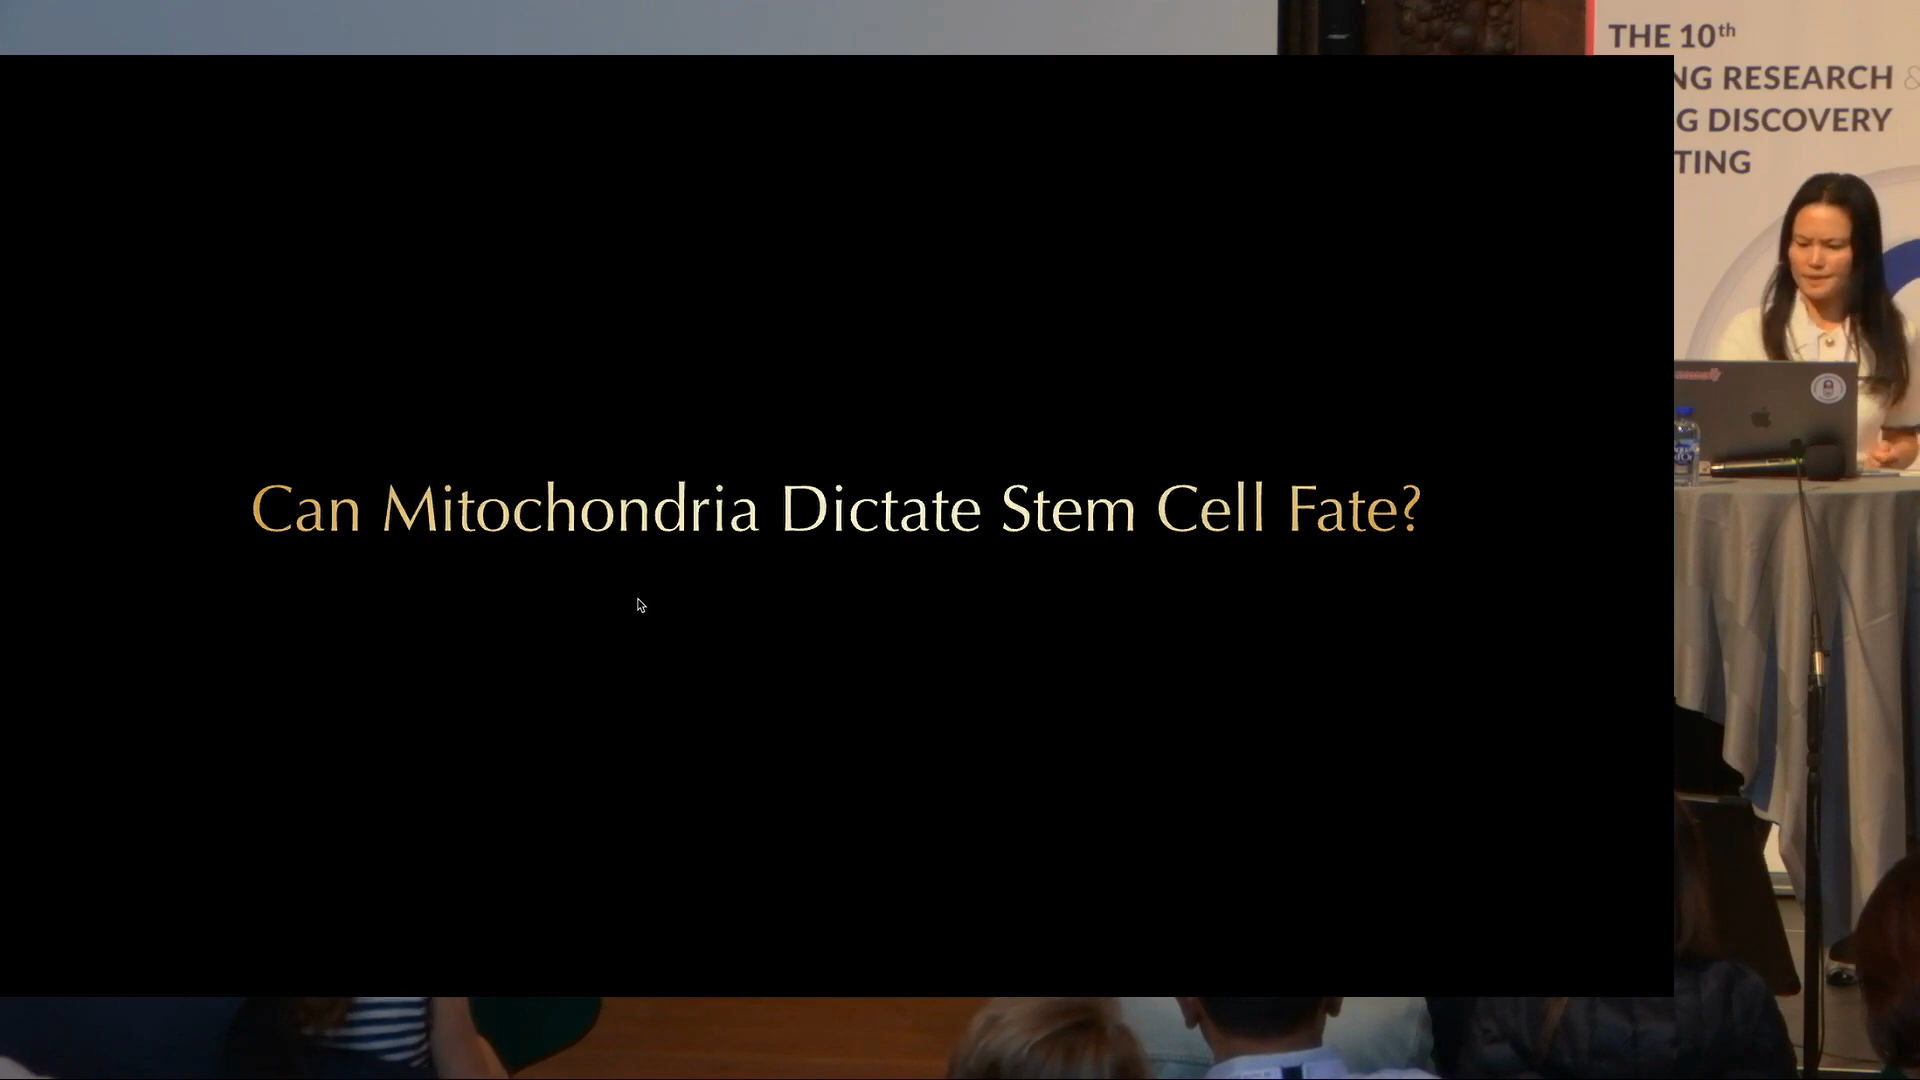 THE 10th
NG RESEARCH &
G DISCOVERY
TING
Can Mitochondria Dictate Stem Cell Fate?